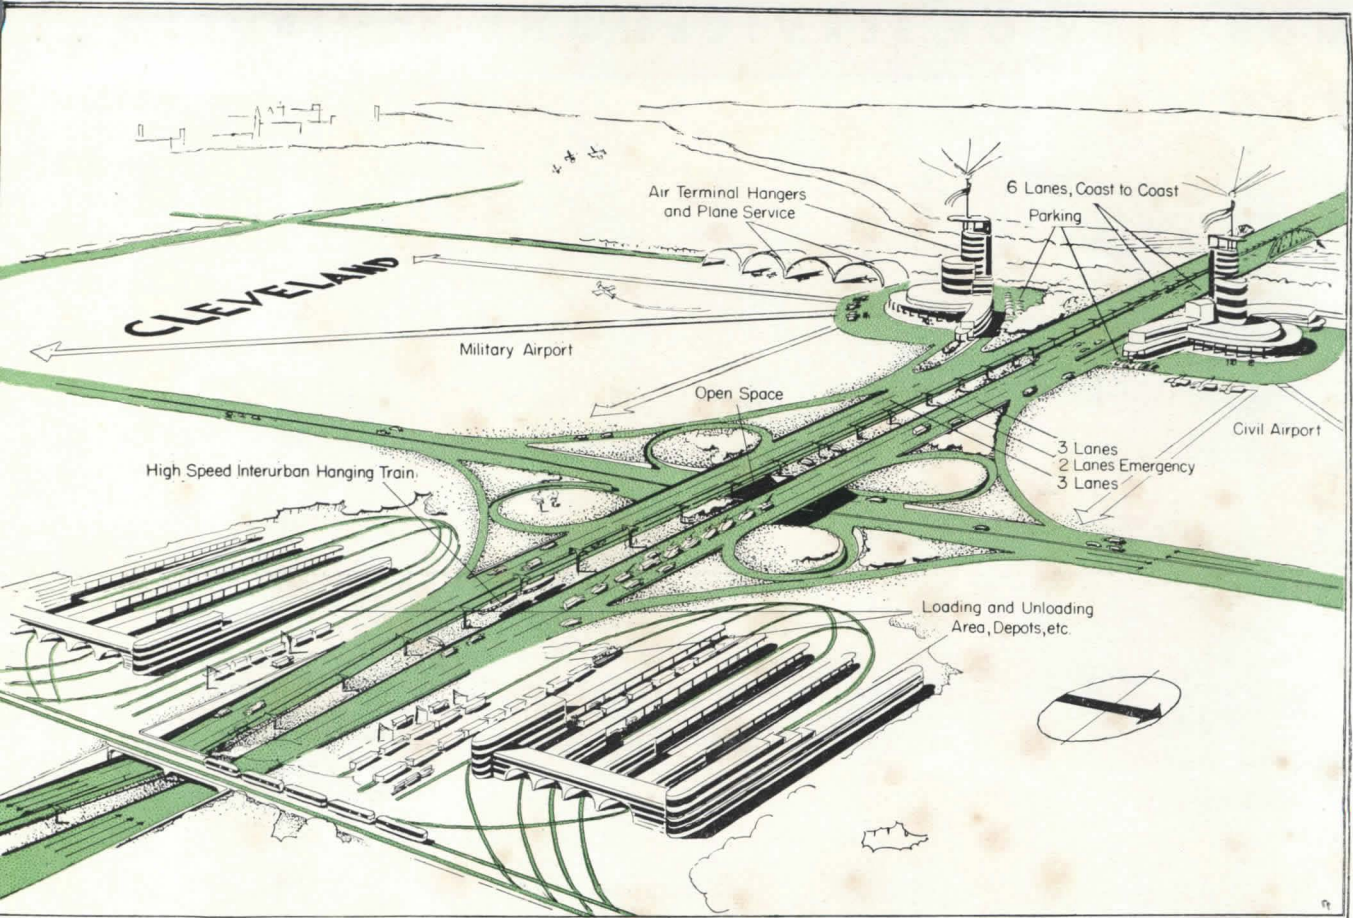 Air Terminal Hangers
and Plane Service
6 Lanes, Coast to Coast
Parking
CLEVELAND
Military Airport
Open Space
Civil Airport
3 Lanes
2 Lanes Emergency
3 Lanes
High Speed Interurban Hanging Train
Loading and Unloading
Area, Depots, etc.